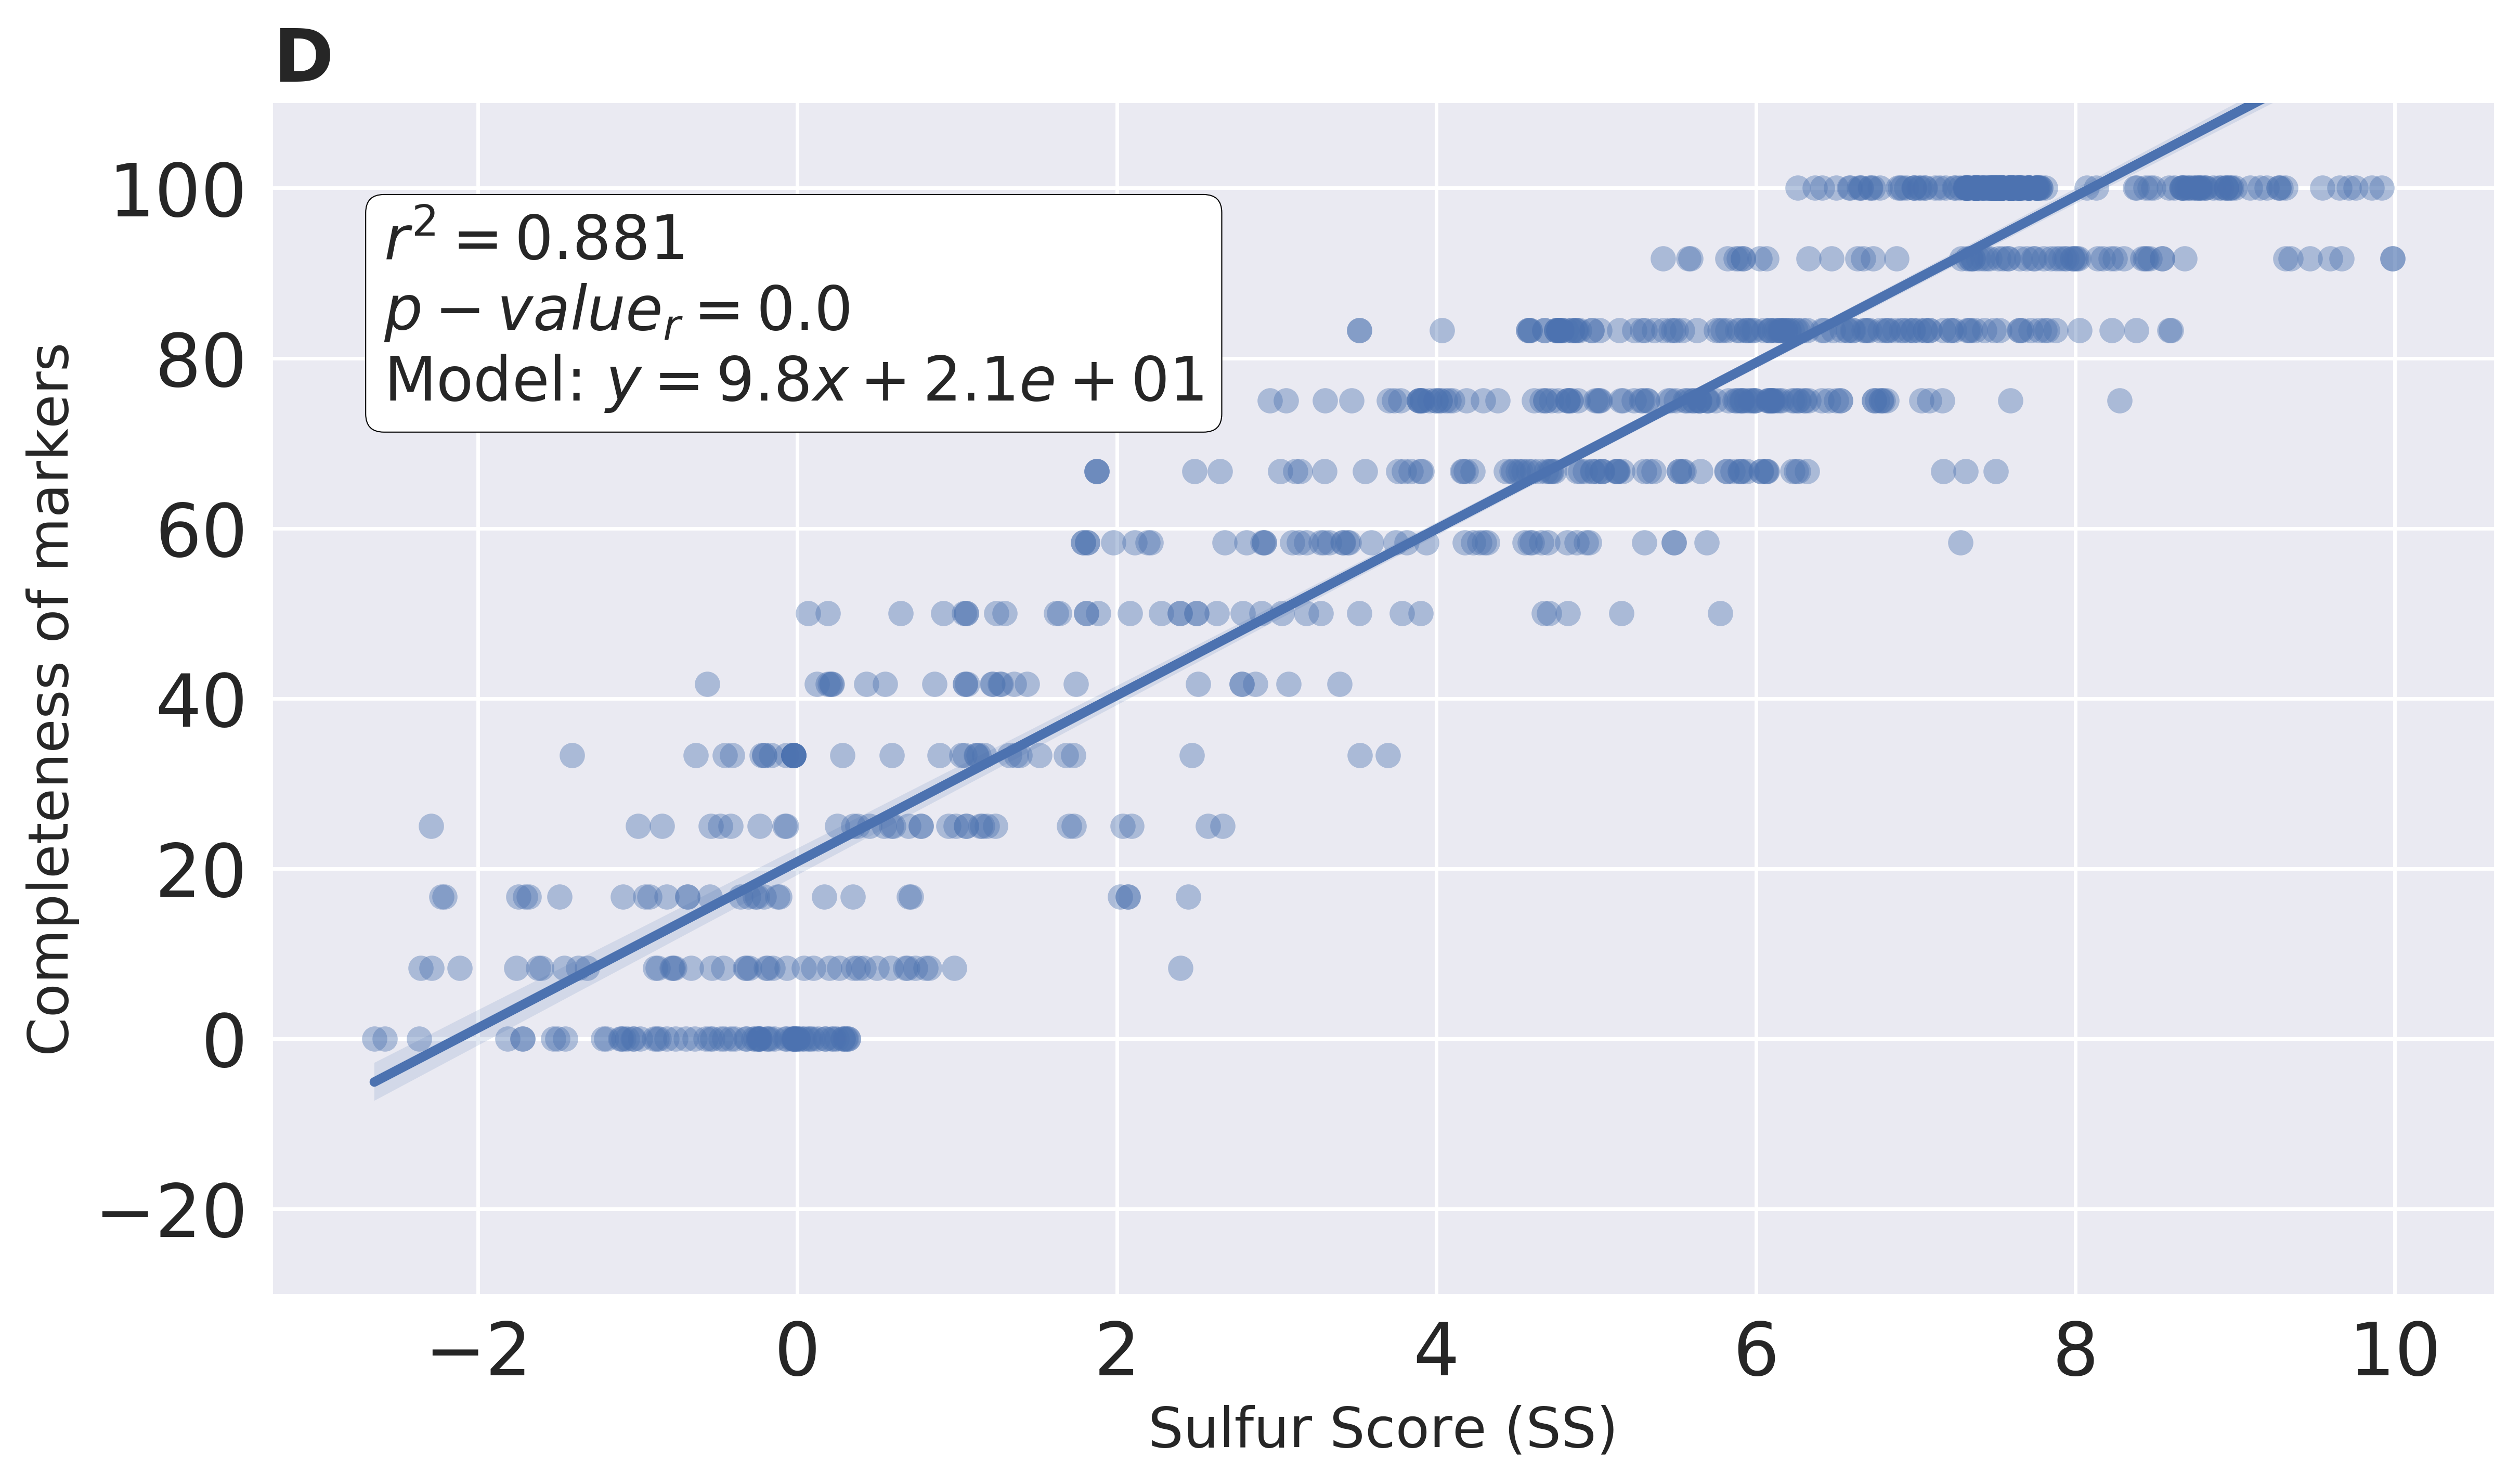 D
100
80
60
40
20
0
−20
Completeness of markers
r² = 0.881
p − valueᵣ = 0.0
Model: y = 9.8x + 2.1e + 01
−2 0 2 4 6 8 10
Sulfur Score (SS)